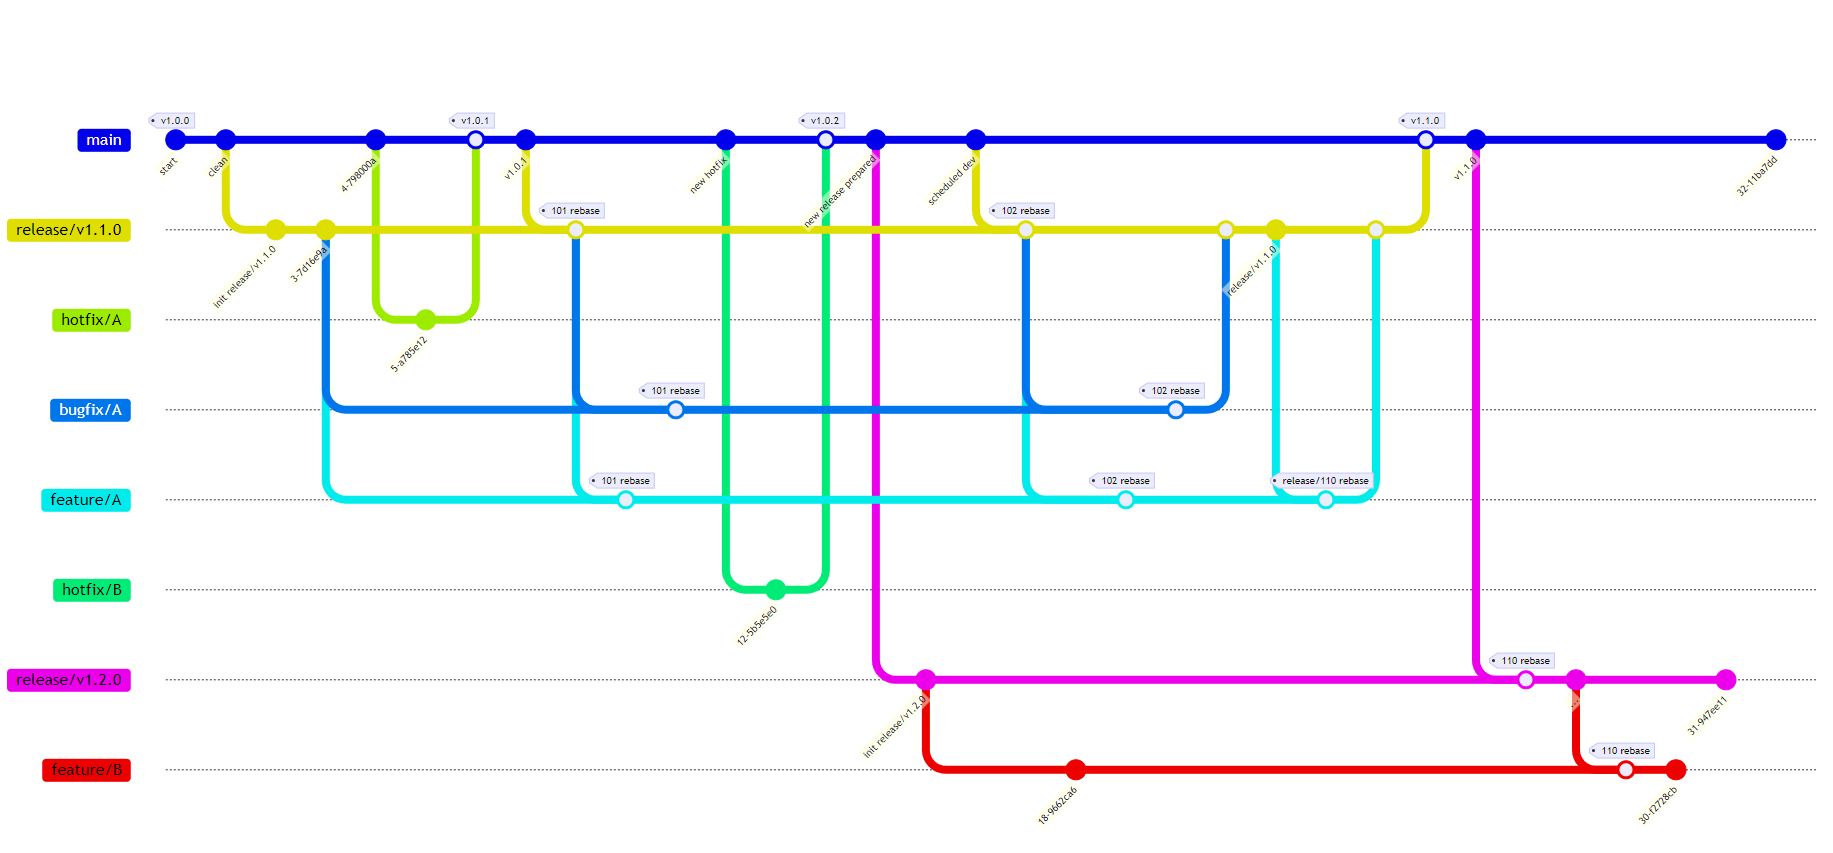 v1.0.0
v1.0.1
v1.0.2
v1.1.0
main
start
clean
4-798000a
v1.0.1
new hotfix
new release prepared
scheduled dev
v1.1.0
32-11ba7dd
101 rebase
102 rebase
release/v1.1.0
init release/v1.1.0
3-7d16e9a
release/v1.1.0
hotfix/A
5-a785e12
101 rebase
102 rebase
bugfix/A
101 rebase
102 rebase
release/110 rebase
feature/A
hotfix/B
12-5b5e5e0
110 rebase
release/v1.2.0
init release/v1.2.0
...
31-947ee11
110 rebase
feature/B
18-9662ca6
30-f2728cb